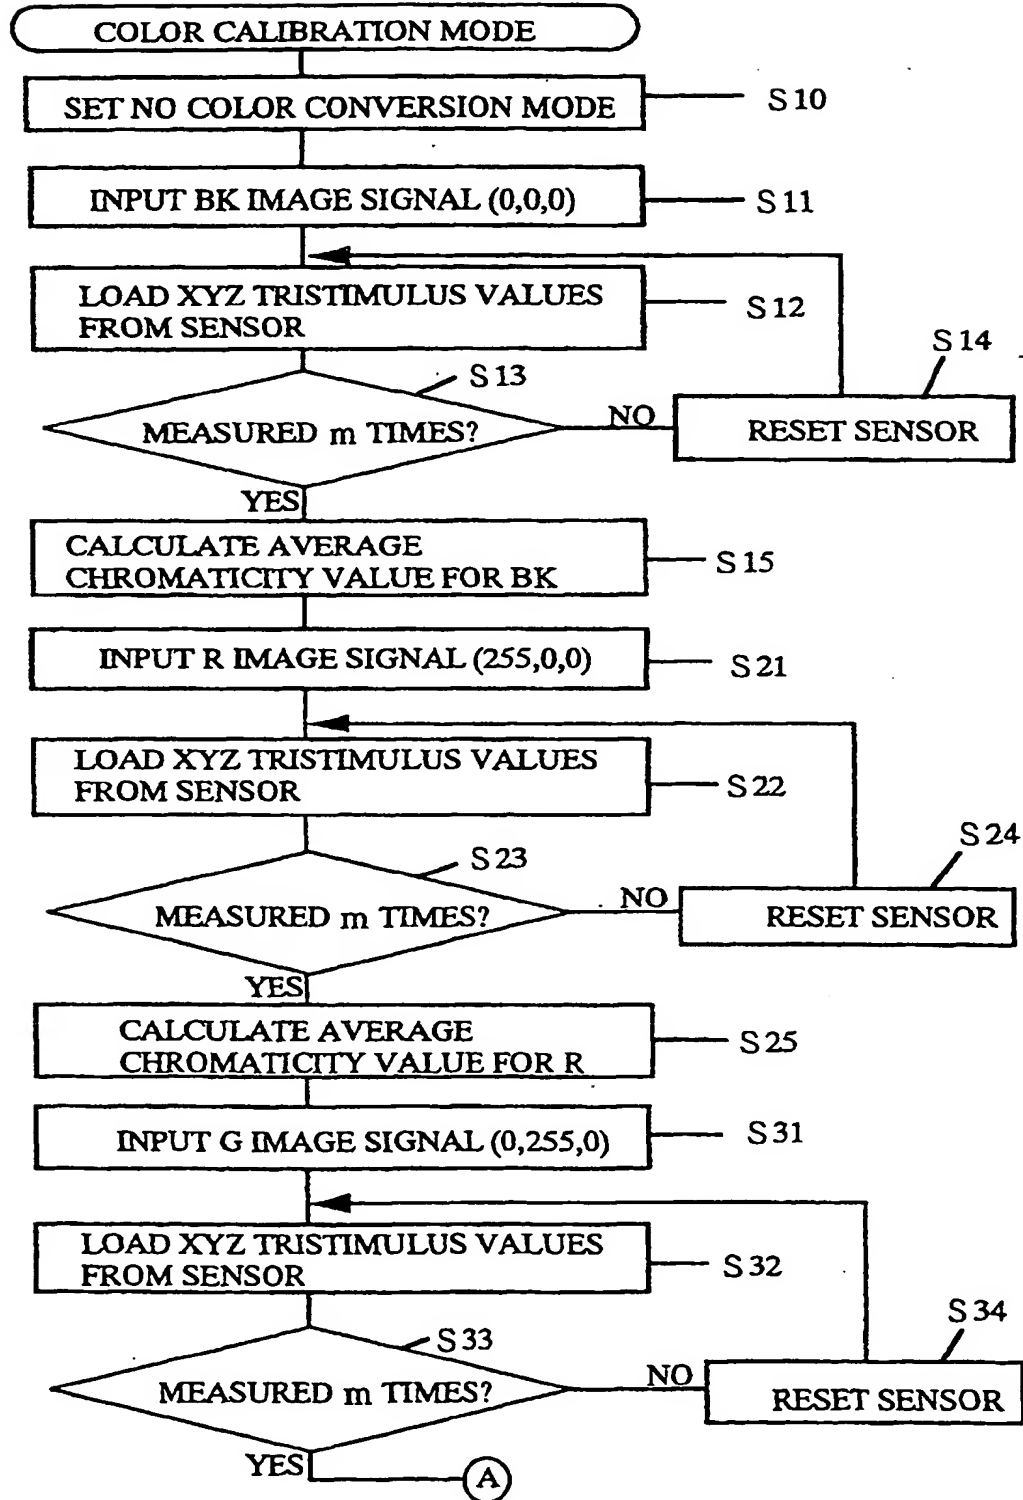 COLOR CALIBRATION MODE
SET NO COLOR CONVERSION MODE
S10
INPUT BK IMAGE SIGNAL (0,0,0)
S11
LOAD XYZ TRISTIMULUS VALUES
FROM SENSOR
S12
S14
S13
MEASURED m TIMES?
NO
RESET SENSOR
YES
CALCULATE AVERAGE
CHROMATICITY VALUE FOR BK
S15
INPUT R IMAGE SIGNAL (255,0,0)
S21
LOAD XYZ TRISTIMULUS VALUES
FROM SENSOR
S22
S24
S23
MEASURED m TIMES?
NO
RESET SENSOR
YES
CALCULATE AVERAGE
CHROMATICITY VALUE FOR R
S25
INPUT G IMAGE SIGNAL (0,255,0)
S31
LOAD XYZ TRISTIMULUS VALUES
FROM SENSOR
S32
S34
S33
MEASURED m TIMES?
NO
RESET SENSOR
YES
A